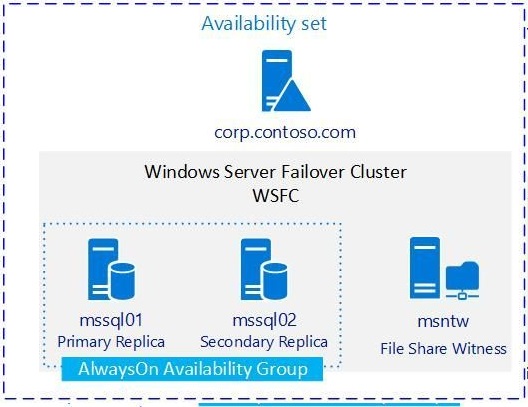 Availability set
corp.contoso.com
Windows Server Failover Cluster
WSFC
mssql01
Primary Replica
mssql02
Secondary Replica
msntw
File Share Witness
AlwaysOn Availability Group